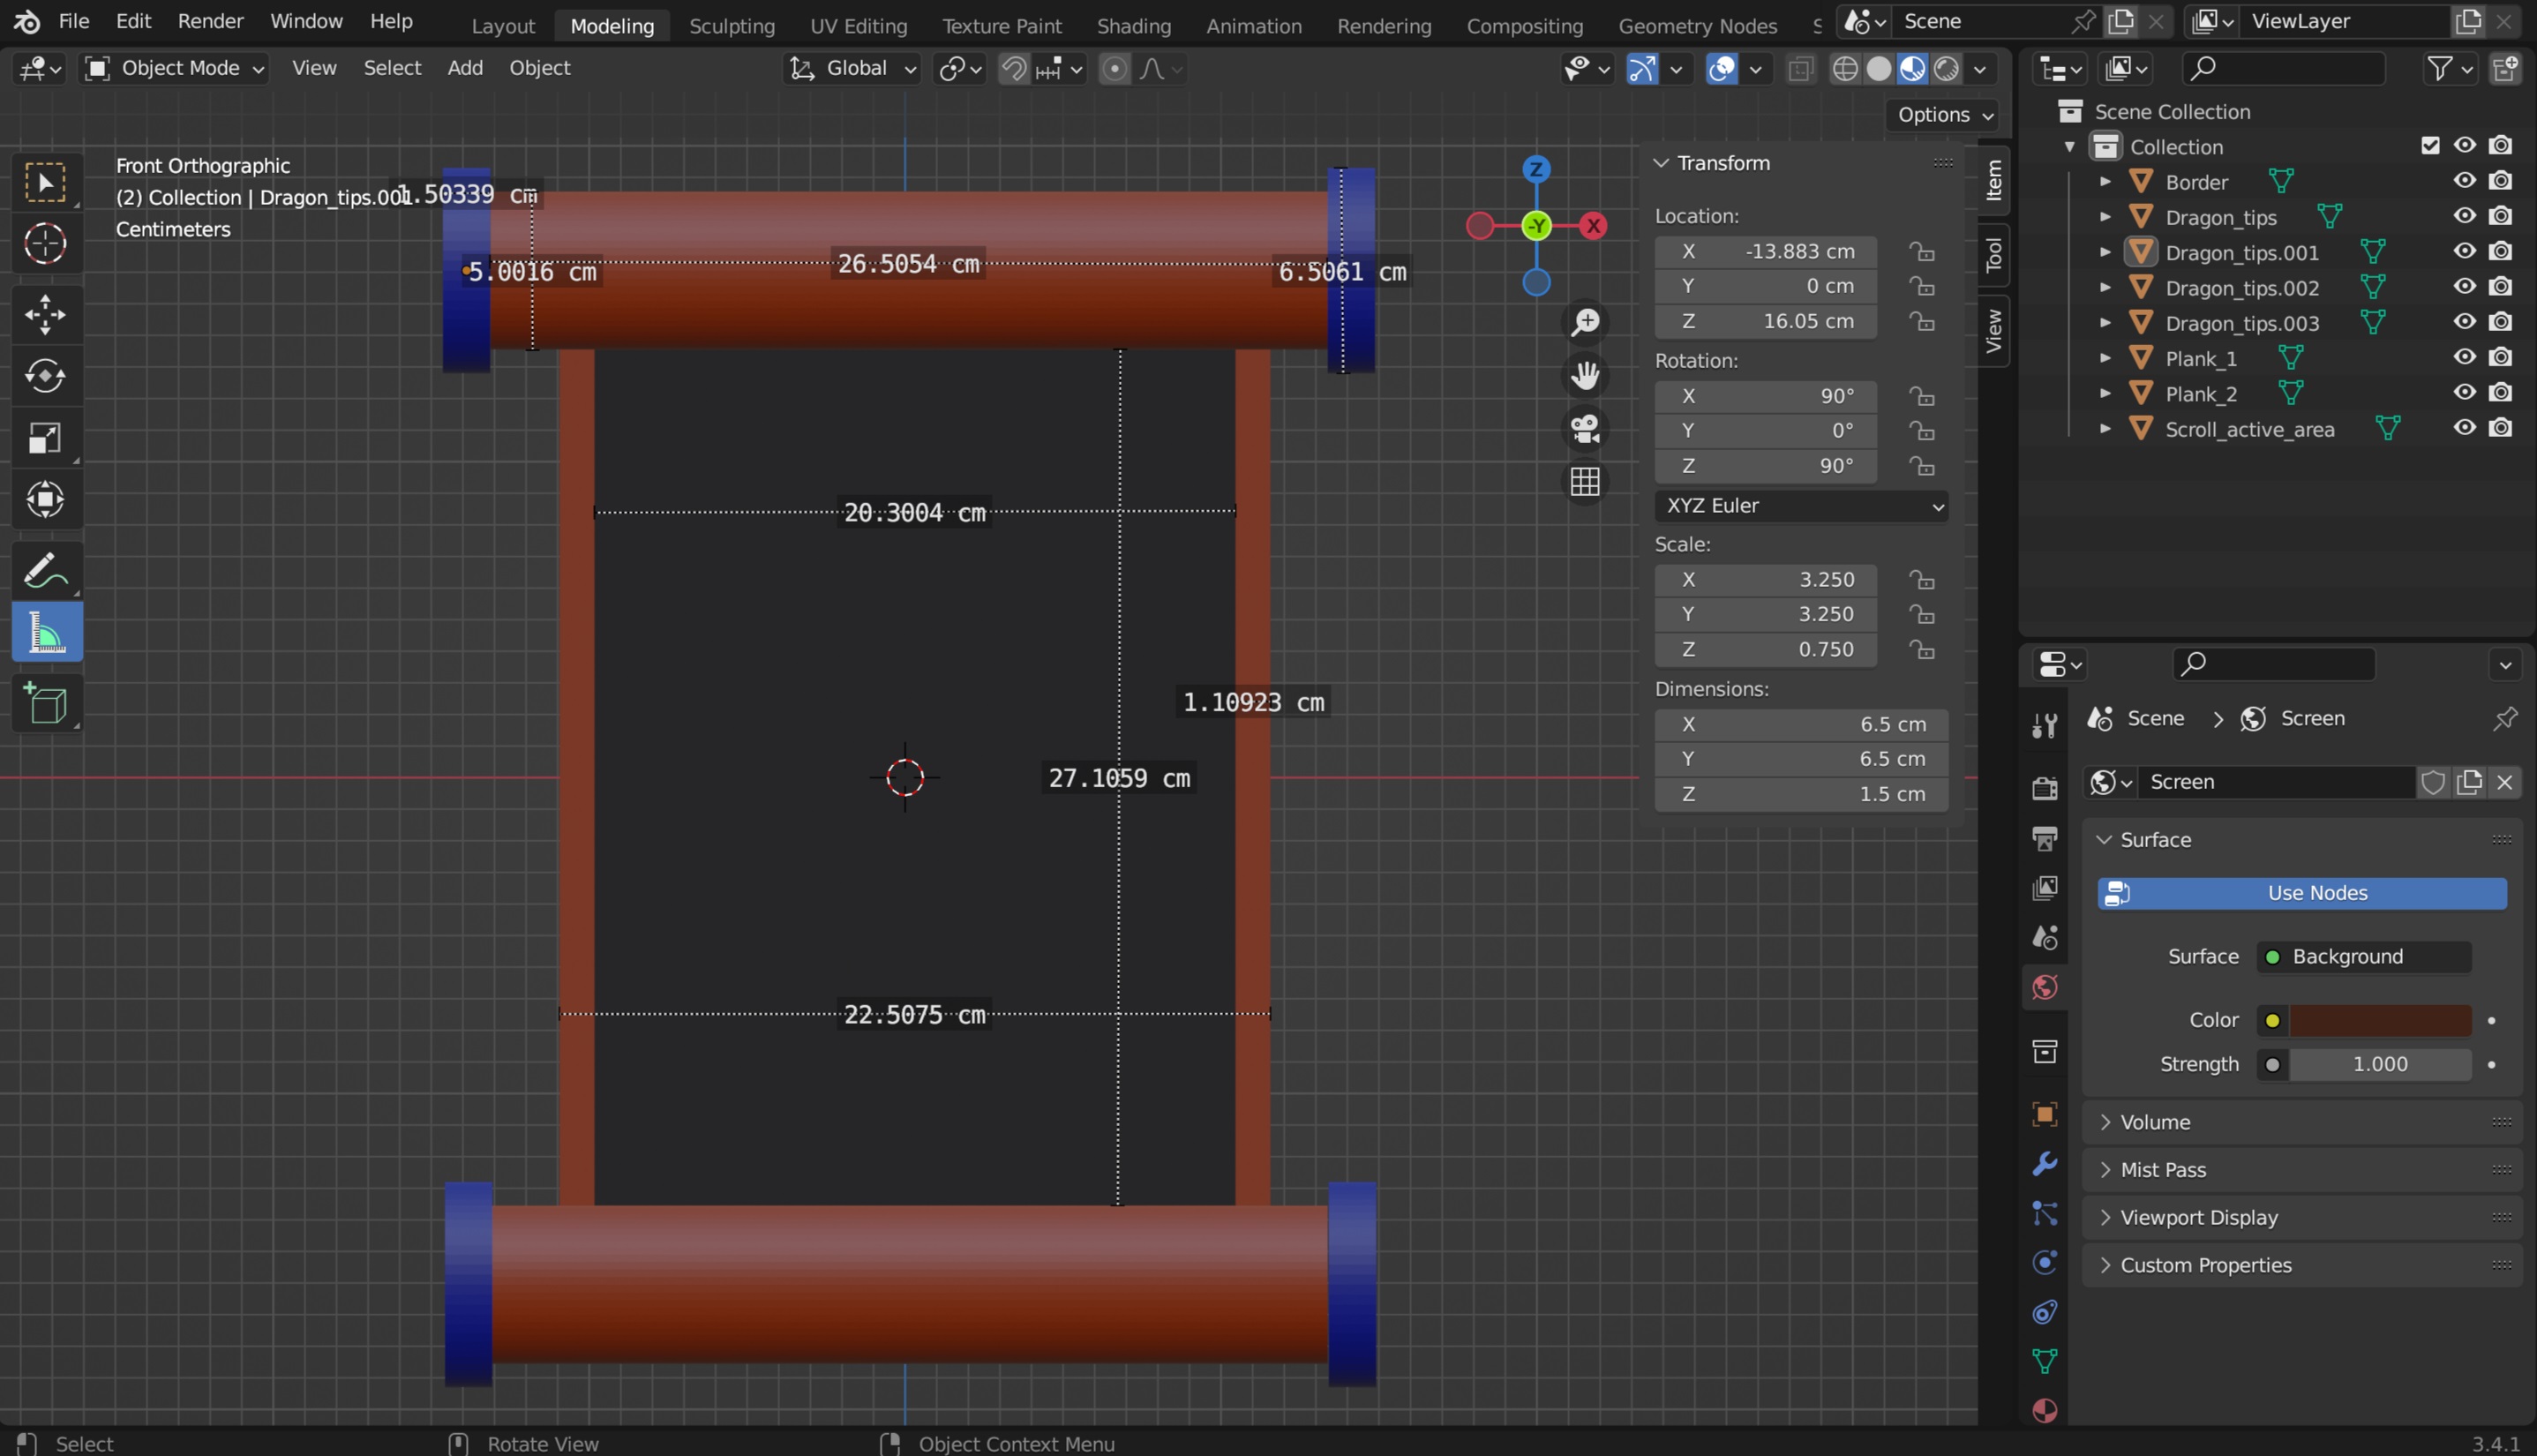 File Edit Render Window Help Layout Modeling Sculpting UV Editing Texture Paint Shading Animation Rendering Compositing Geometry Nodes Scene ViewLayer
Object Mode View Select Add Object Global
Options
Front Orthographic
(2) Collection | Dragon_tips.001
Centimeters
1.50339 cm
5.0016 cm
26.5054 cm
6.5061 cm
20.3004 cm
1.10923 cm
27.1059 cm
22.5075 cm
Z
-Y
X
Transform
Location:
X -13.883 cm
Y 0 cm
Z 16.05 cm
Rotation:
X 90°
Y 0°
Z 90°
XYZ Euler
Scale:
X 3.250
Y 3.250
Z 0.750
Dimensions:
X 6.5 cm
Y 6.5 cm
Z 1.5 cm
Item
Tool
View
Scene Collection
Collection
Border
Dragon_tips
Dragon_tips.001
Dragon_tips.002
Dragon_tips.003
Plank_1
Plank_2
Scroll_active_area
Scene > Screen
Screen
Surface
Use Nodes
Surface Background
Color
Strength 1.000
Volume
Mist Pass
Viewport Display
Custom Properties
Select Rotate View Object Context Menu 3.4.1